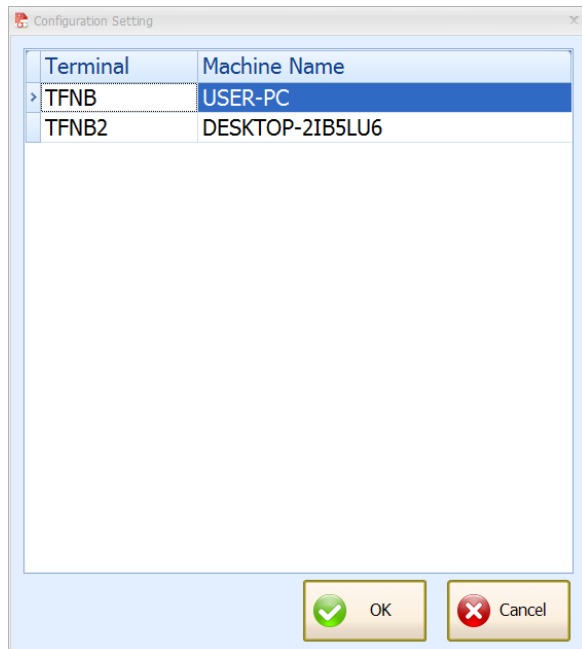 Configuration Setting
Terminal Machine Name
TFNB USER-PC
TFNB2 DESKTOP-2IB5LU6
OK Cancel